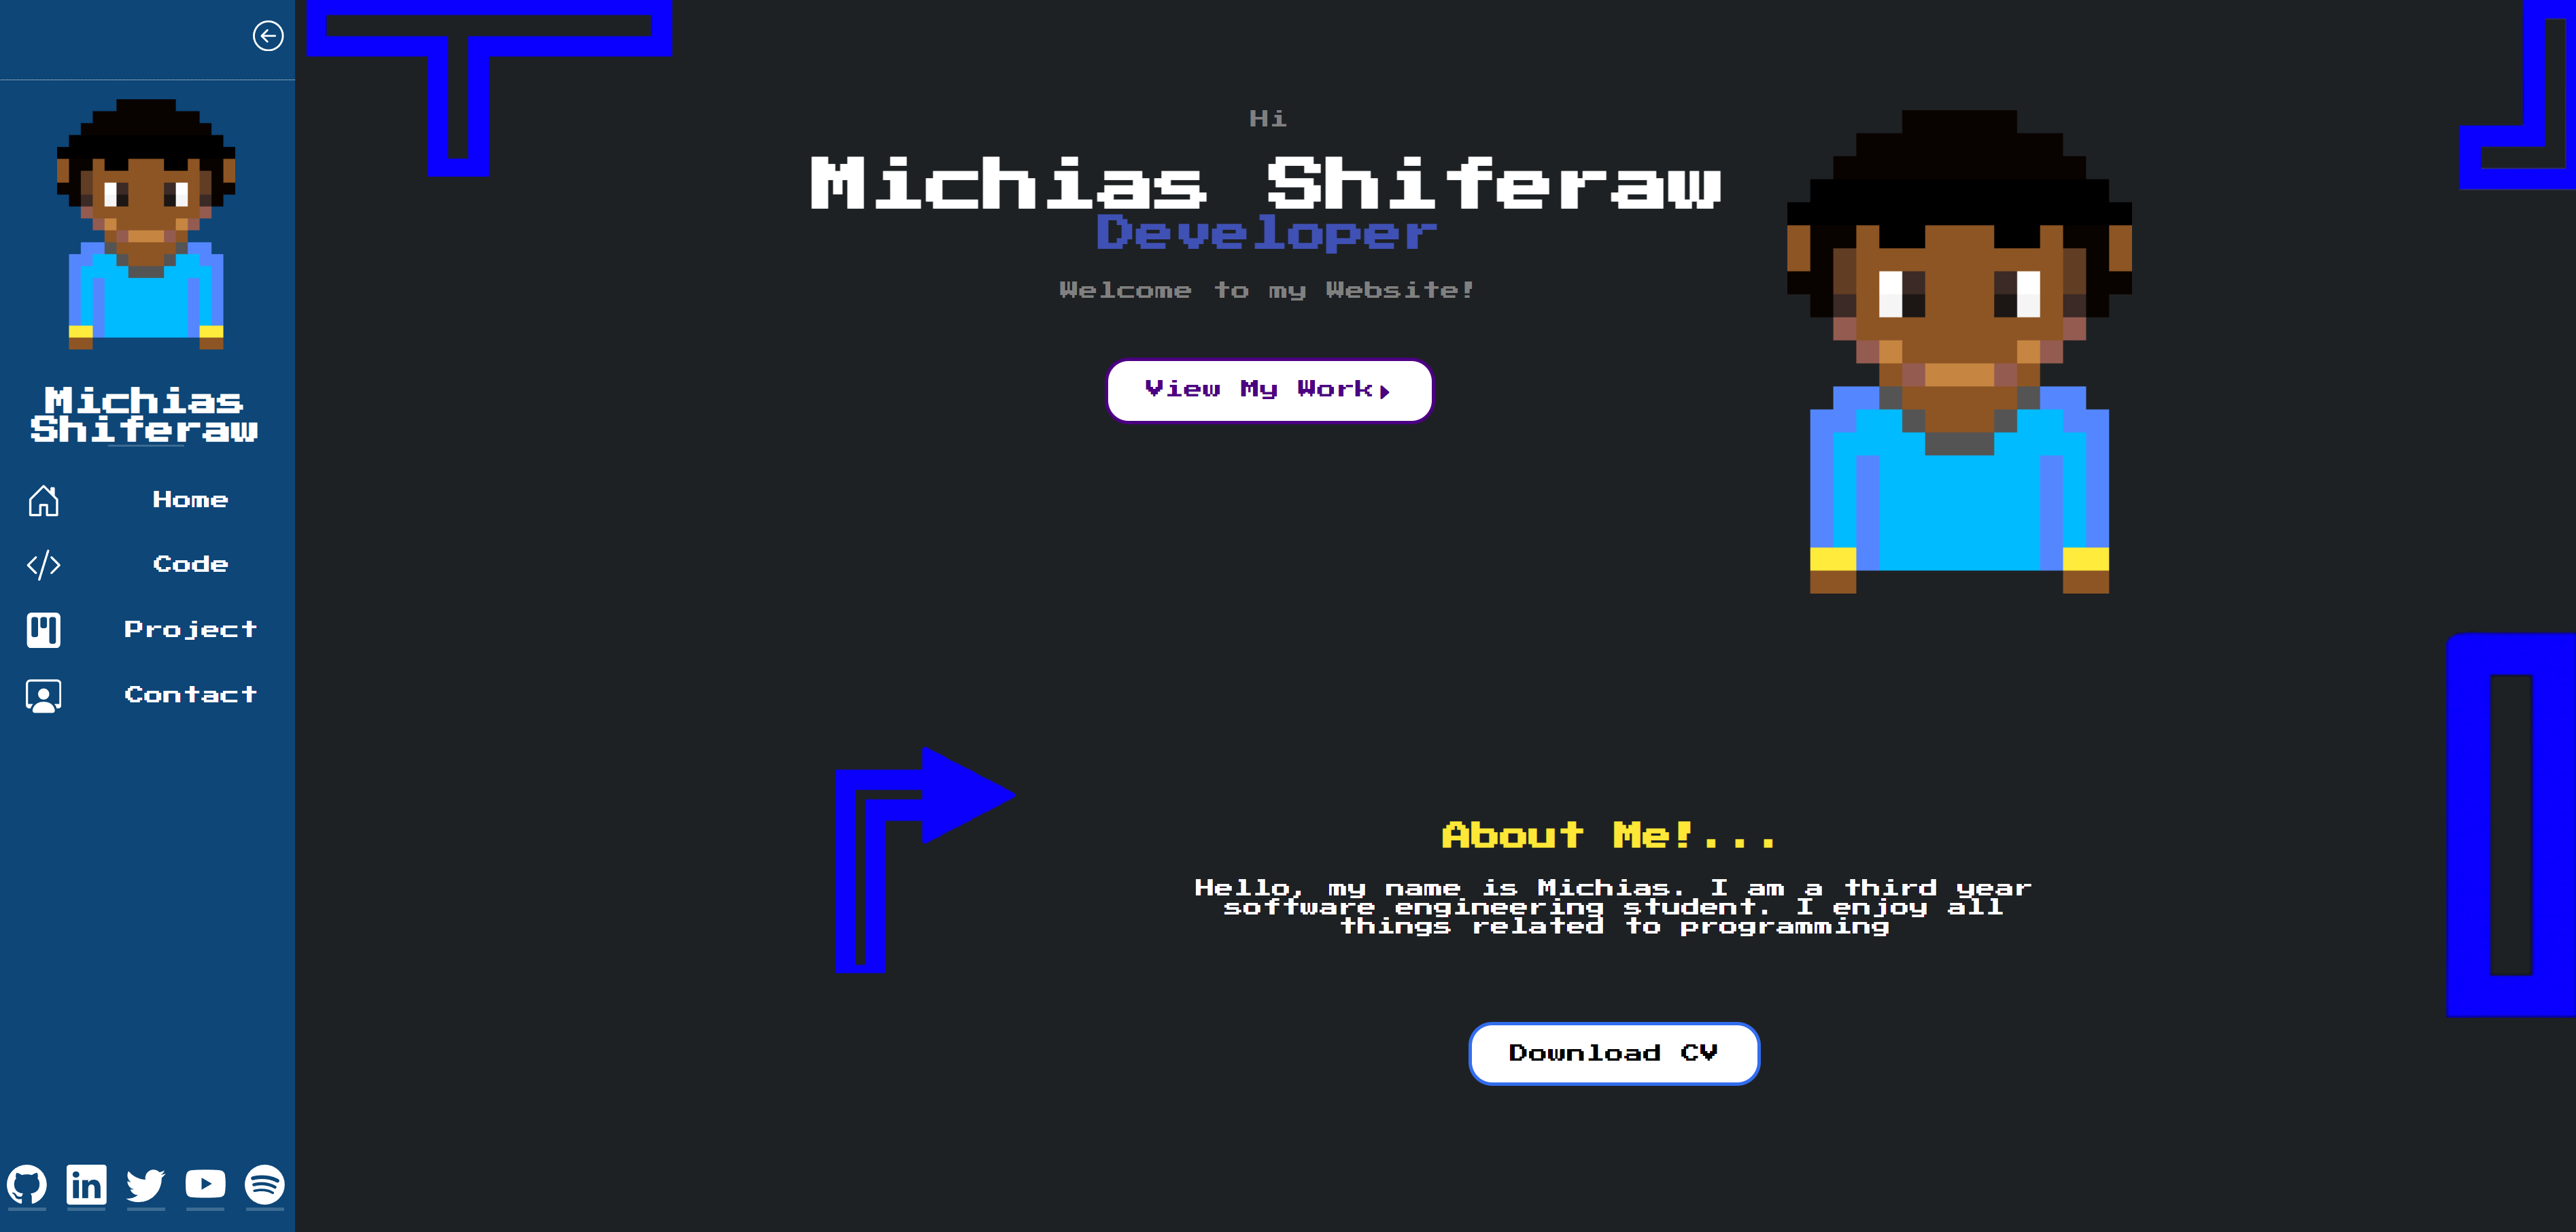 Michias
Shiferaw
Home
Code
Project
Contact
Hi
Michias Shiferaw
Developer
Welcome to my Website!
View My Work
About Me!...
Hello, my name is Michias. I am a third year
software engineering student. I enjoy all
things related to programming
Download CV